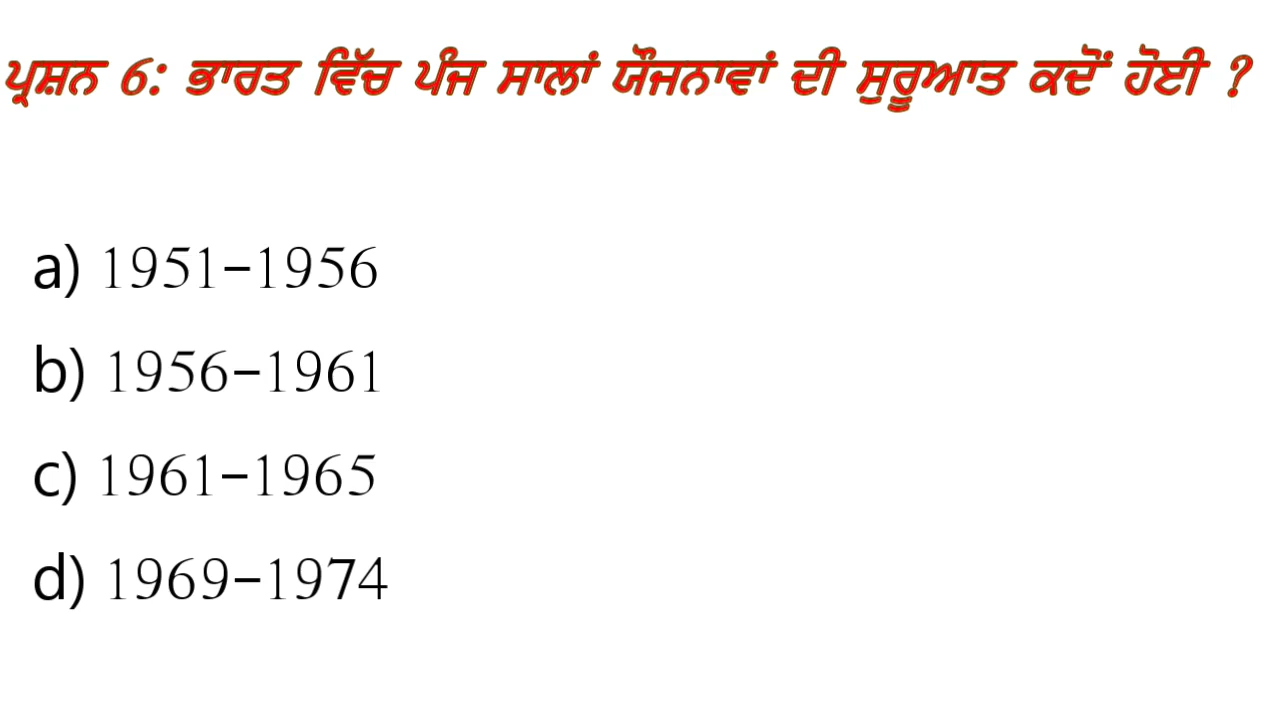 ਪ੍ਰਸ਼ਨ 6: ਭਾਰਤ ਵਿੱਚ ਪੰਜ ਸਾਲਾਂ ਯੌਜਨਾਵਾਂ ਦੀ ਸੁਰੂਆਤ ਕਦੋਂ ਹੋਈ ?
a) 1951-1956
b) 1956-1961
c) 1961-1965
d) 1969-1974